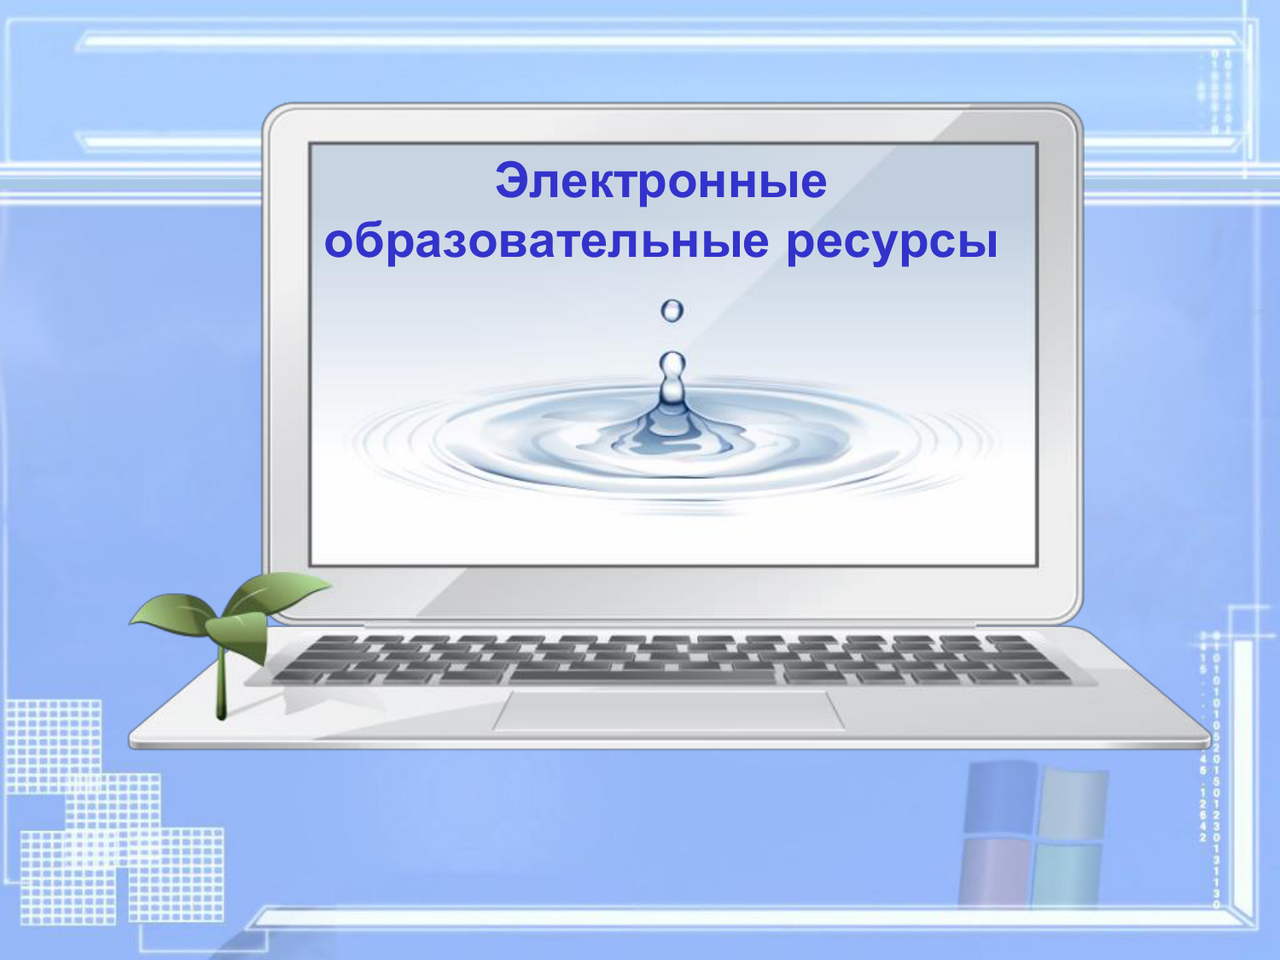 Электронные
образовательные ресурсы